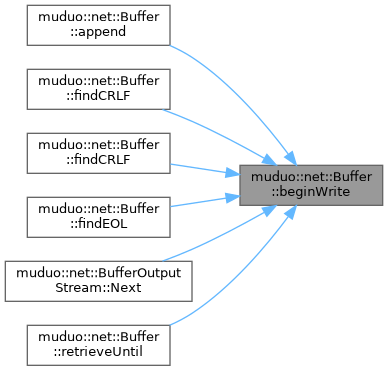 muduo::net::Buffer
::append
muduo::net::Buffer
::findCRLF
muduo::net::Buffer
::findCRLF
muduo::net::Buffer
::findEOL
muduo::net::BufferOutput
Stream::Next
muduo::net::Buffer
::retrieveUntil
muduo::net::Buffer
::beginWrite